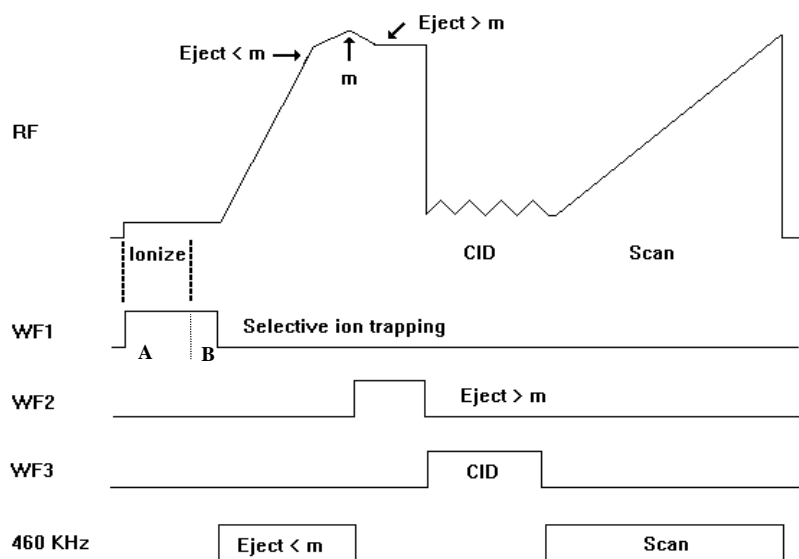 Eject > m
Eject < m
m
RF
Ionize
CID
Scan
WF1
Selective ion trapping
A
B
WF2
Eject > m
WF3
CID
460 KHz
Eject < m
Scan